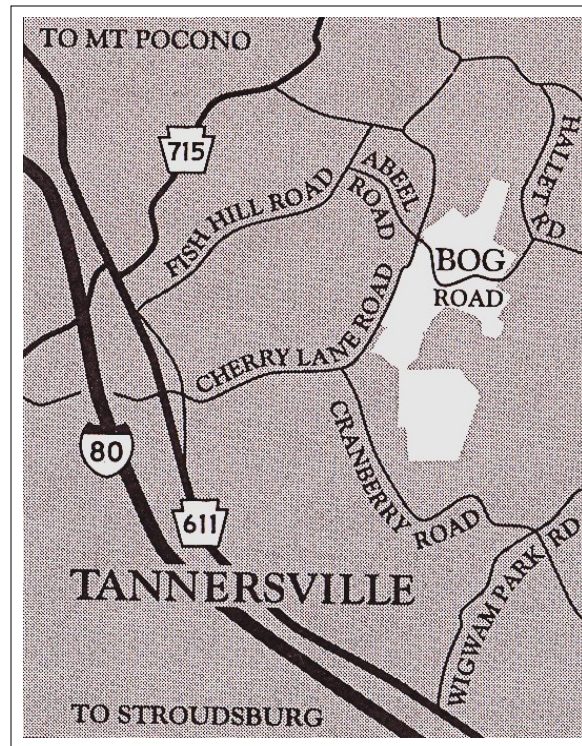 TO MT POCONO
715
FISH HILL ROAD
ABEEL
ROAD
HALLET RD
BOG
ROAD
CHERRY LANE ROAD
CRANBERRY ROAD
80
611
TANNERSVILLE
WIGWAM PARK RD
TO STROUDSBURG